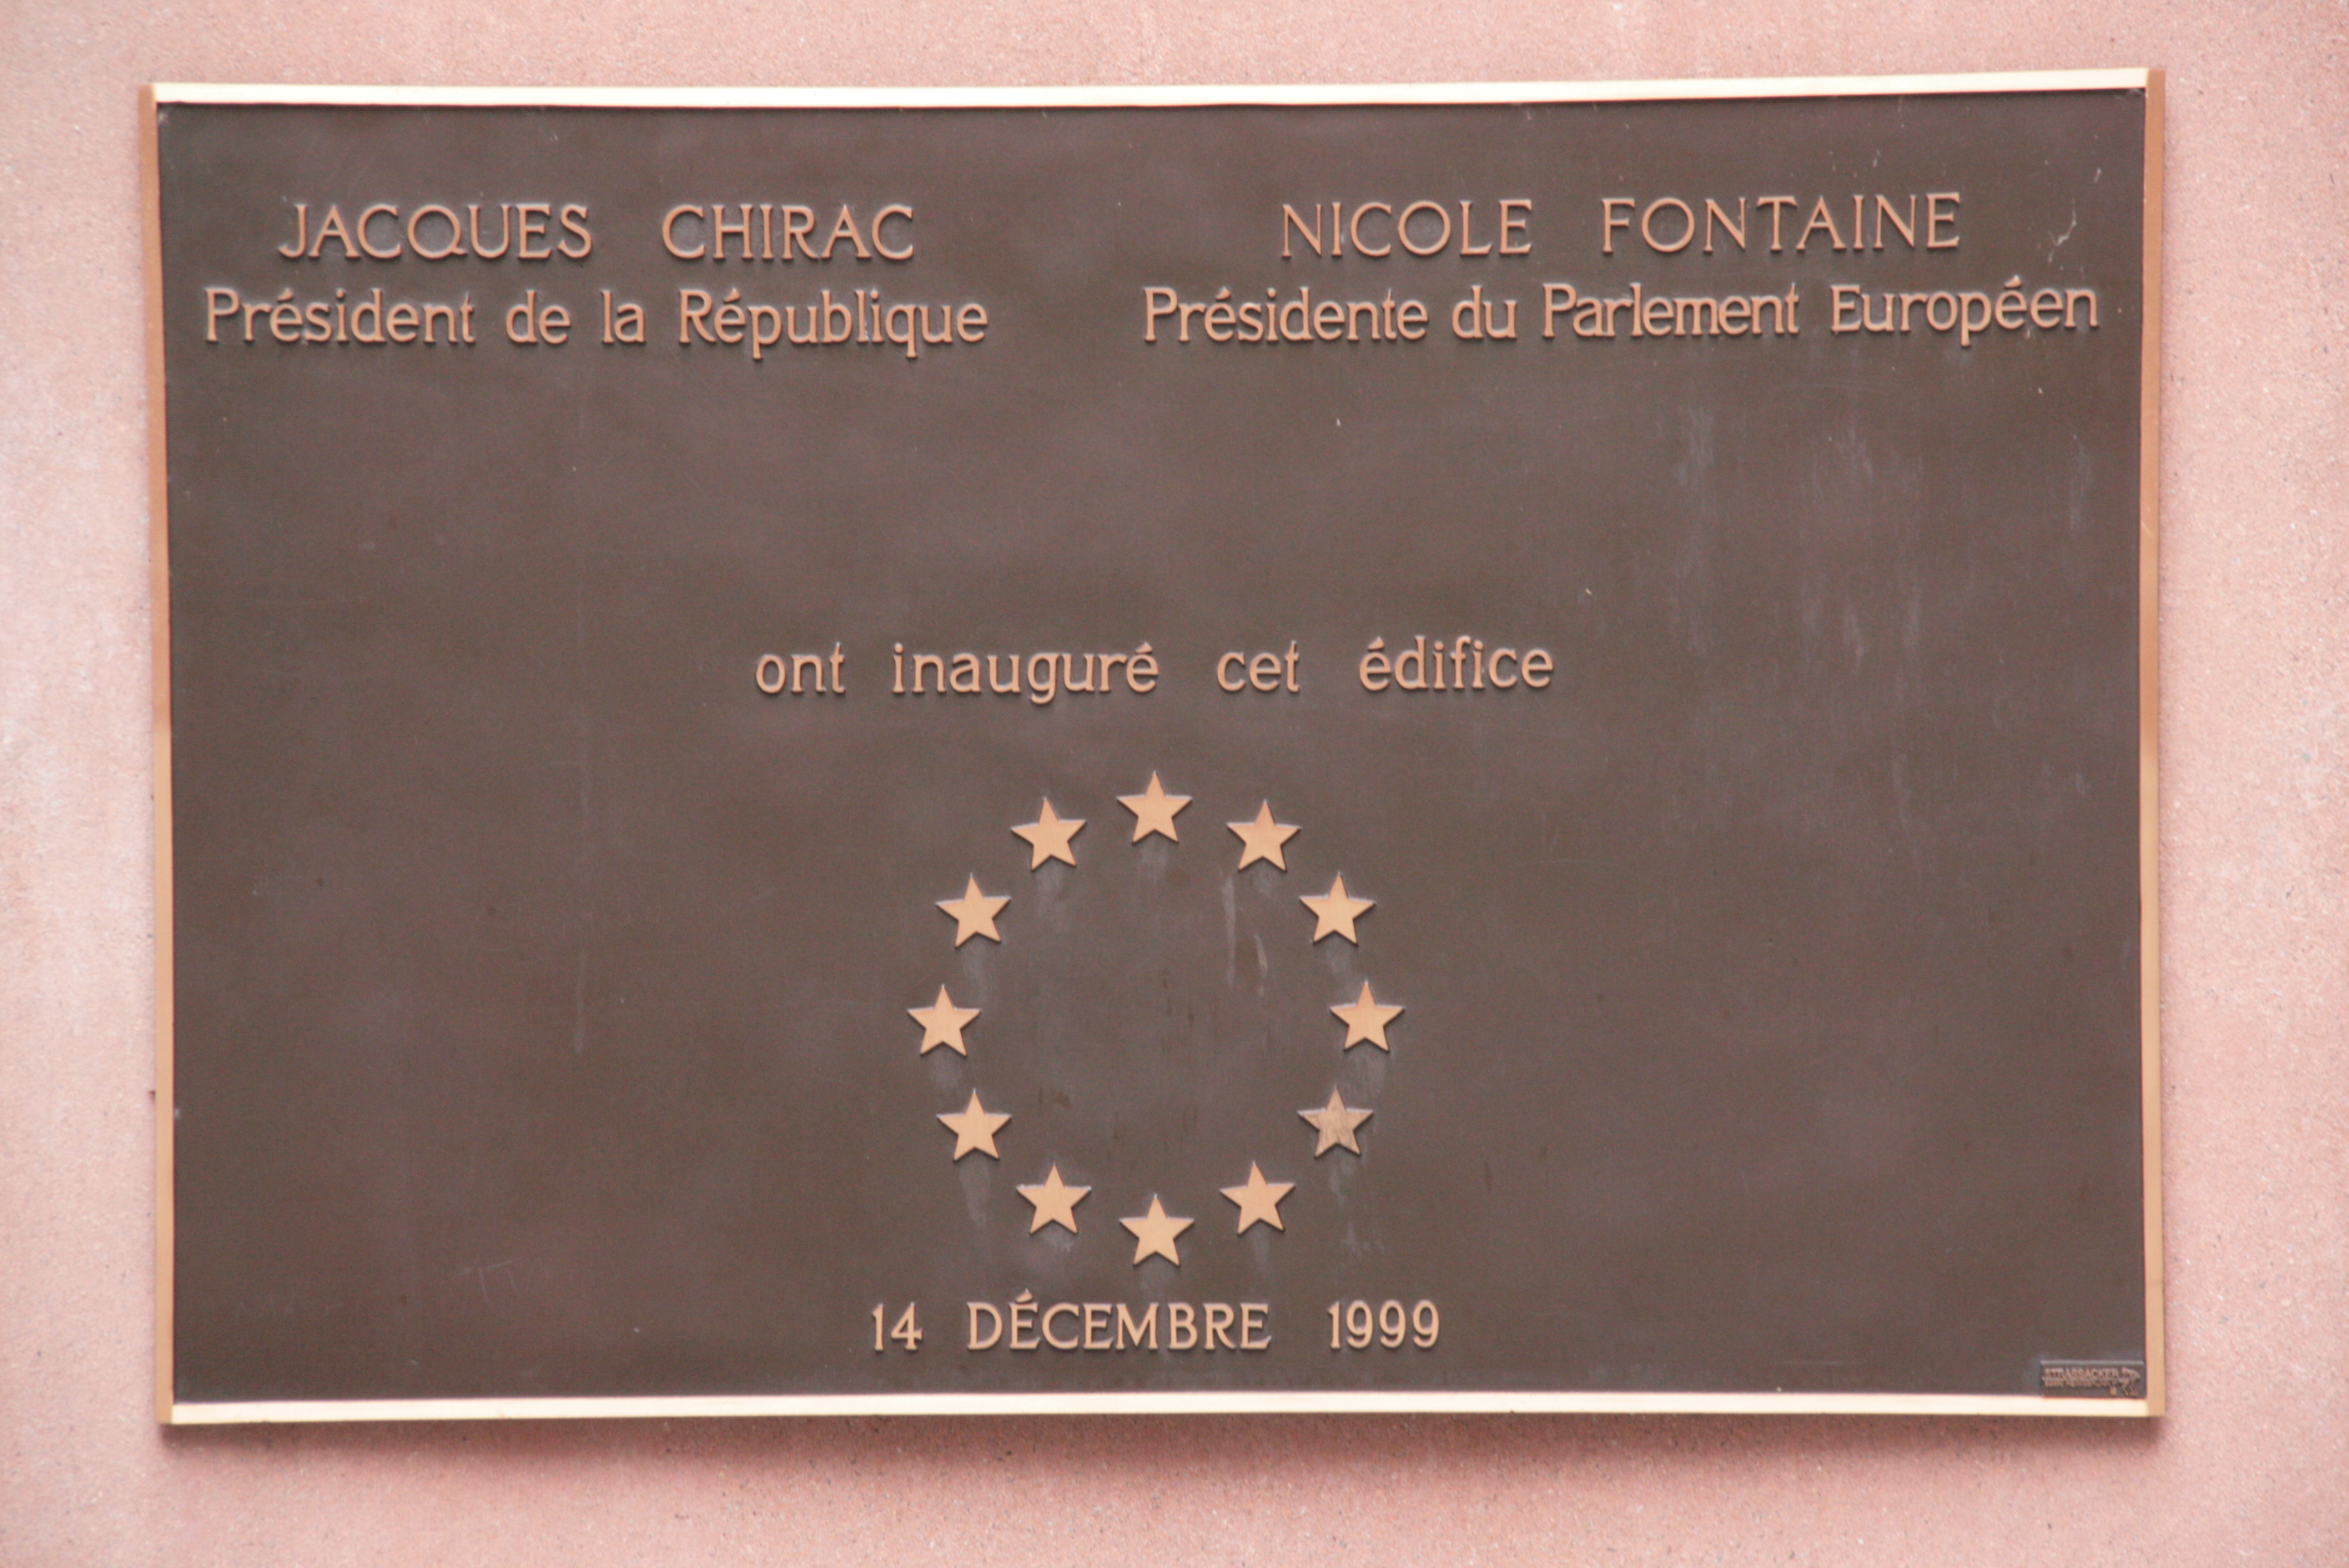 JACQUES CHIRAC
Président de la République
NICOLE FONTAINE
Présidente du Parlement Européen
ont inauguré cet édifice
14 DÉCEMBRE 1999
STRASSACKER